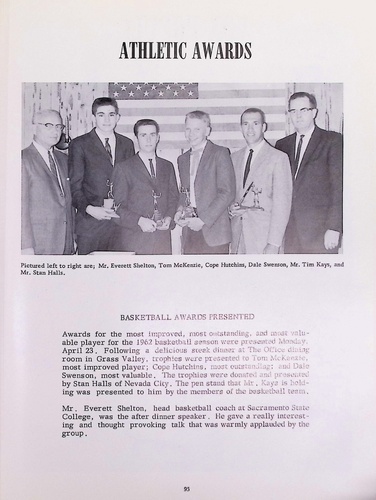 ATHLETIC AWARDS
Pictured left to right are; Mr. Everett Shelton, Tom McKenzie, Cope Hutchins, Dale Swenson, Mr. Tim Kays, and
Mr. Stan Halls.
BASKETBALL AWARDS PRESENTED
Awards for the most improved, most outstanding, and most valu-
able player for the 1962 basketball season were presented Monday,
April 23. Following a delicious steak dinner at The Office dining
room in Grass Valley, trophies were presented to Tom McKenzie,
most improved player; Cope Hutchins, most outstanding; and Dale
Swenson, most valuable. The trophies were donated and presented
by Stan Halls of Nevada City. The pen stand that Mr. Kays is hold-
ing was presented to him by the members of the basketball team.
Mr. Everett Shelton, head basketball coach at Sacramento State
College, was the after dinner speaker. He gave a really interest-
ing and thought provoking talk that was warmly applauded by the
group.
93